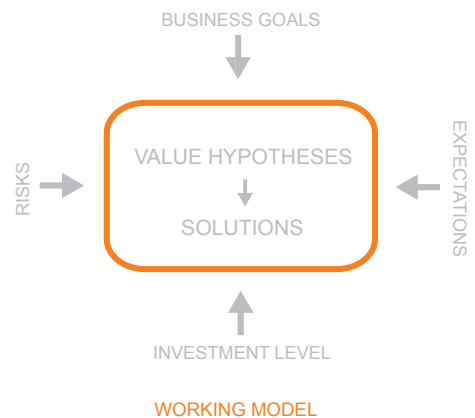 BUSINESS GOALS
VALUE HYPOTHESES
RISKS
EXPECTATIONS
SOLUTIONS
INVESTMENT LEVEL
WORKING MODEL